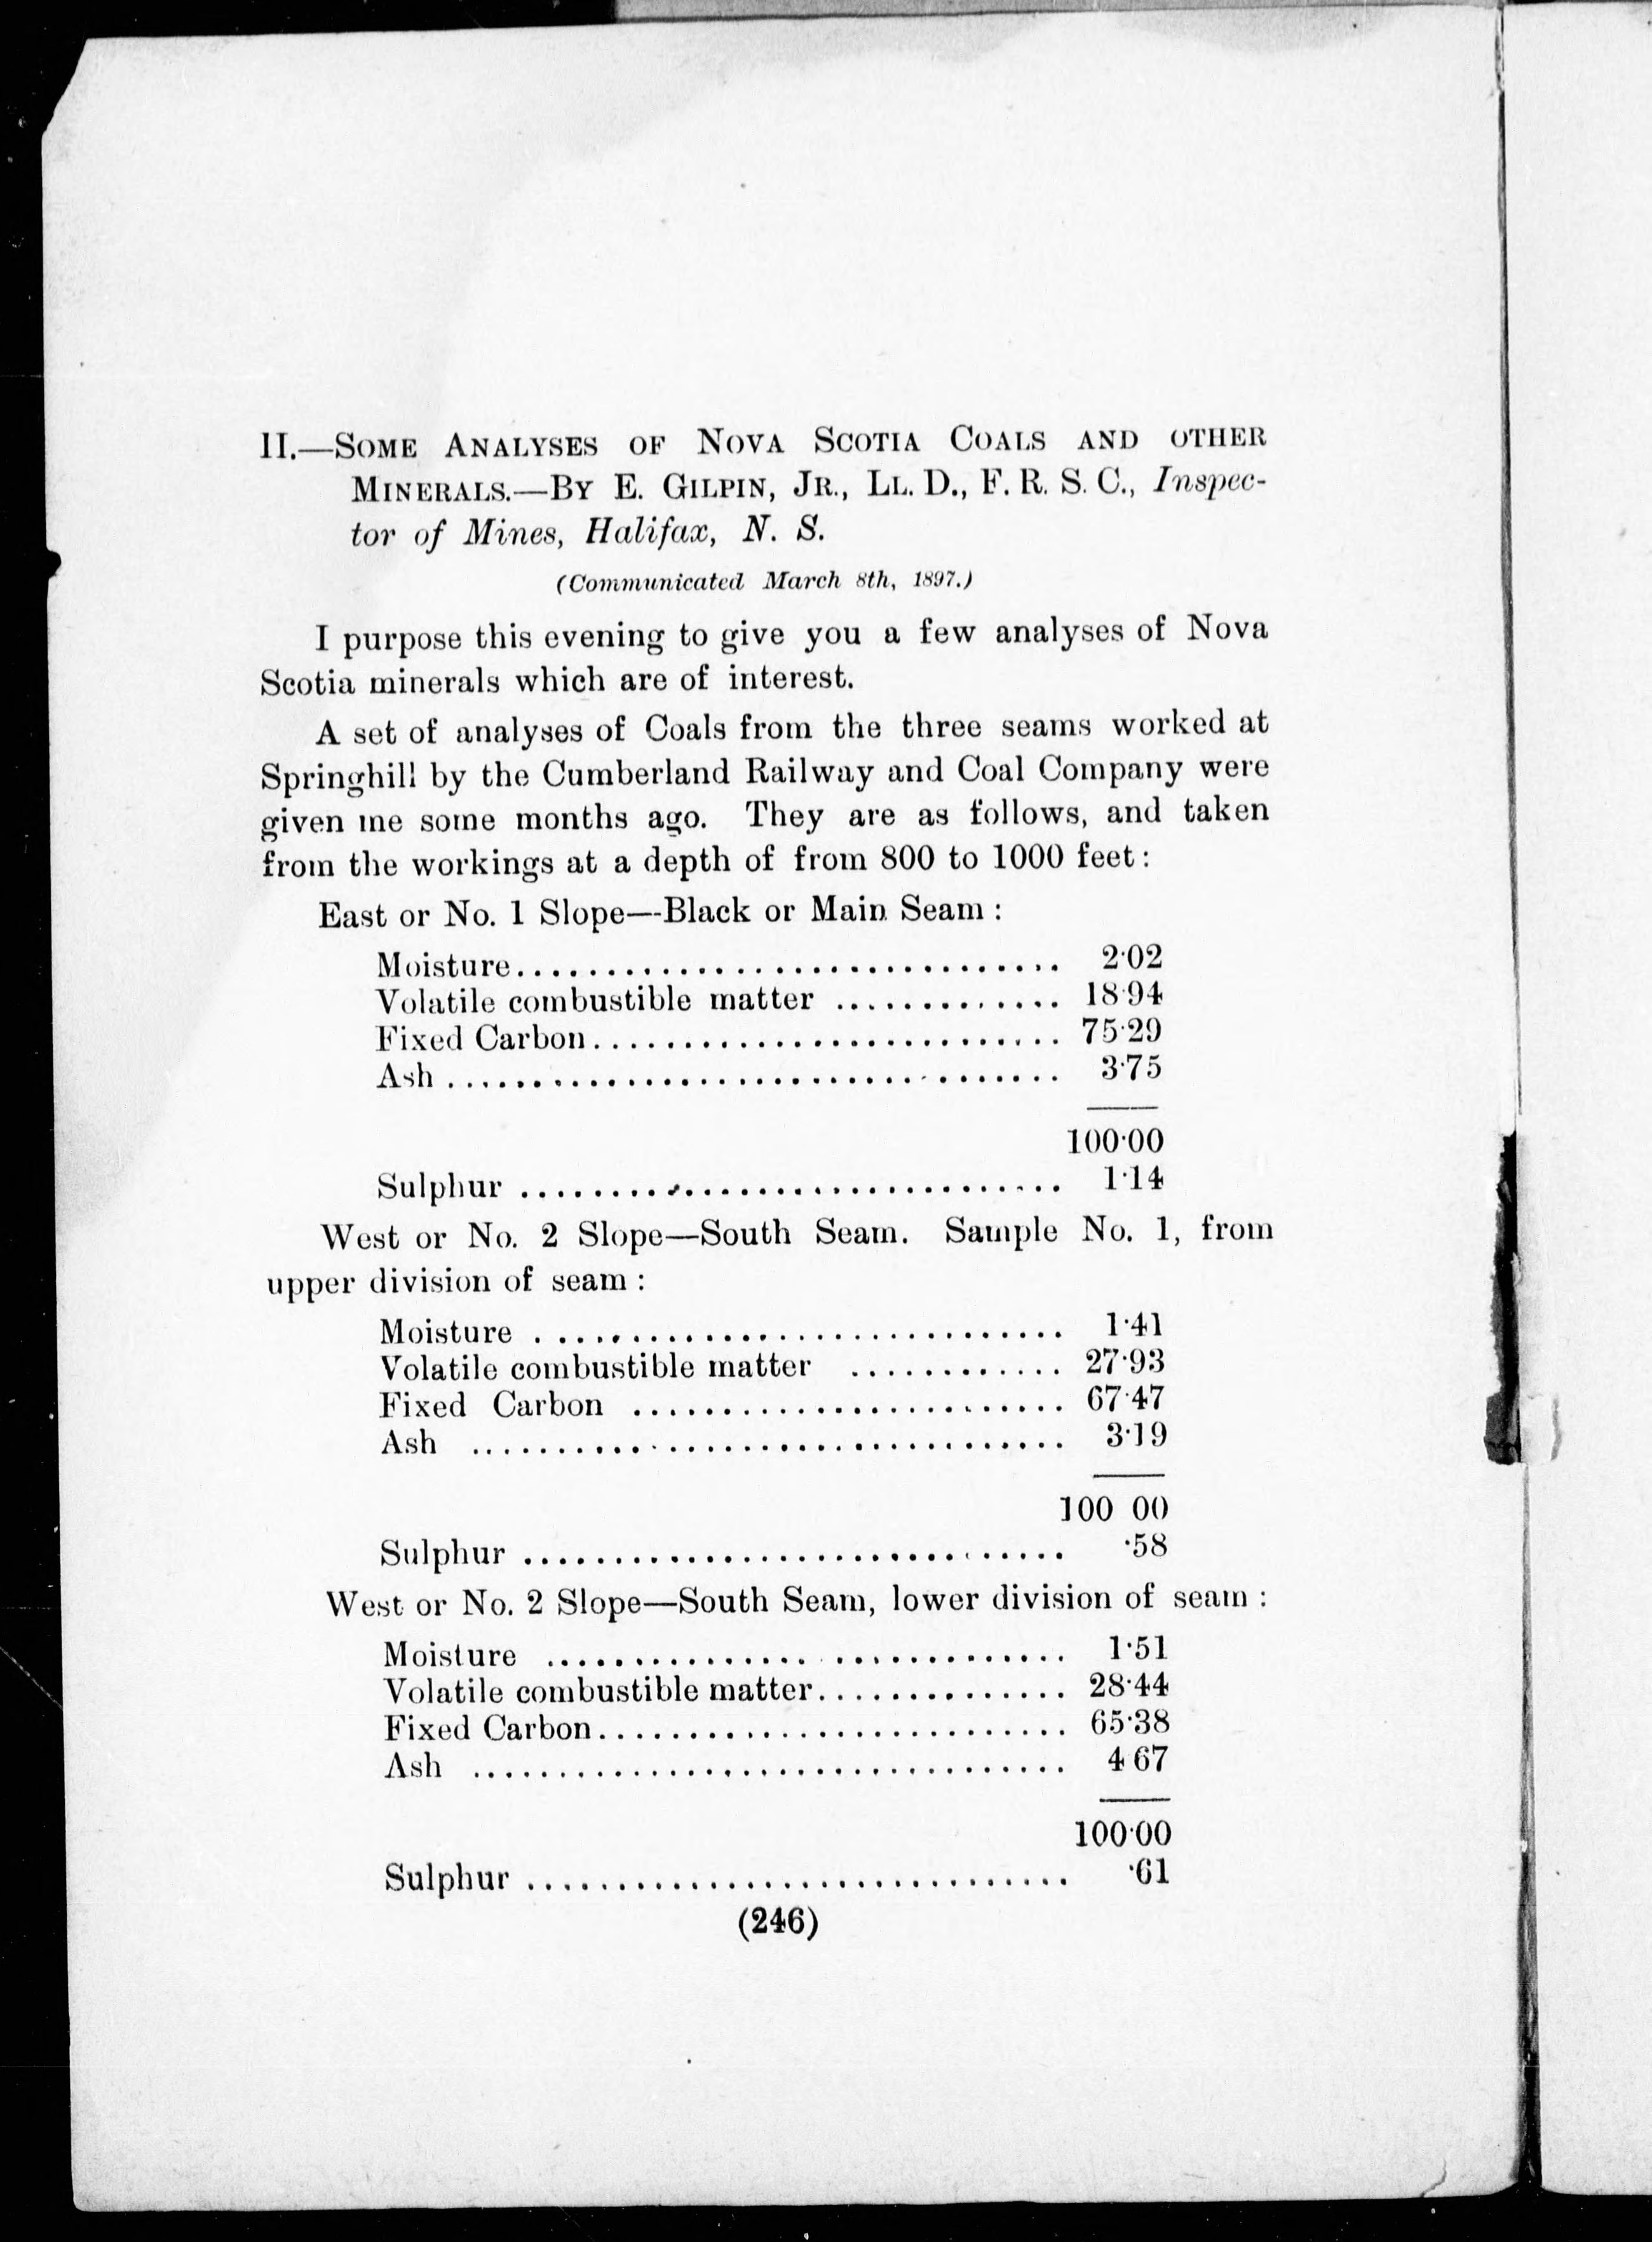 II.—Some Analyses of Nova Scotia Coals and other
Minerals.—By E. Gilpin, Jr., Ll. D., F. R. S. C., Inspec-
tor of Mines, Halifax, N. S.
(Communicated March 8th, 1897.)
I purpose this evening to give you a few analyses of Nova
Scotia minerals which are of interest.
A set of analyses of Coals from the three seams worked at
Springhill by the Cumberland Railway and Coal Company were
given me some months ago. They are as follows, and taken
from the workings at a depth of from 800 to 1000 feet:
East or No. 1 Slope—Black or Main Seam:
Moisture.............................. 2·02
Volatile combustible matter ............. 18·94
Fixed Carbon.......................... 75·29
Ash .................................. 3·75
100·00
Sulphur .............................. 1·14
West or No. 2 Slope—South Seam. Sample No. 1, from
upper division of seam:
Moisture .............................. 1·41
Volatile combustible matter ............ 27·93
Fixed Carbon ........................ 67·47
Ash ................................. 3·19
100 00
Sulphur .............................. ·58
West or No. 2 Slope—South Seam, lower division of seam:
Moisture ............................. 1·51
Volatile combustible matter.............. 28·44
Fixed Carbon.......................... 65·38
Ash ................................. 4 67
100·00
Sulphur .............................. ·61
(246)